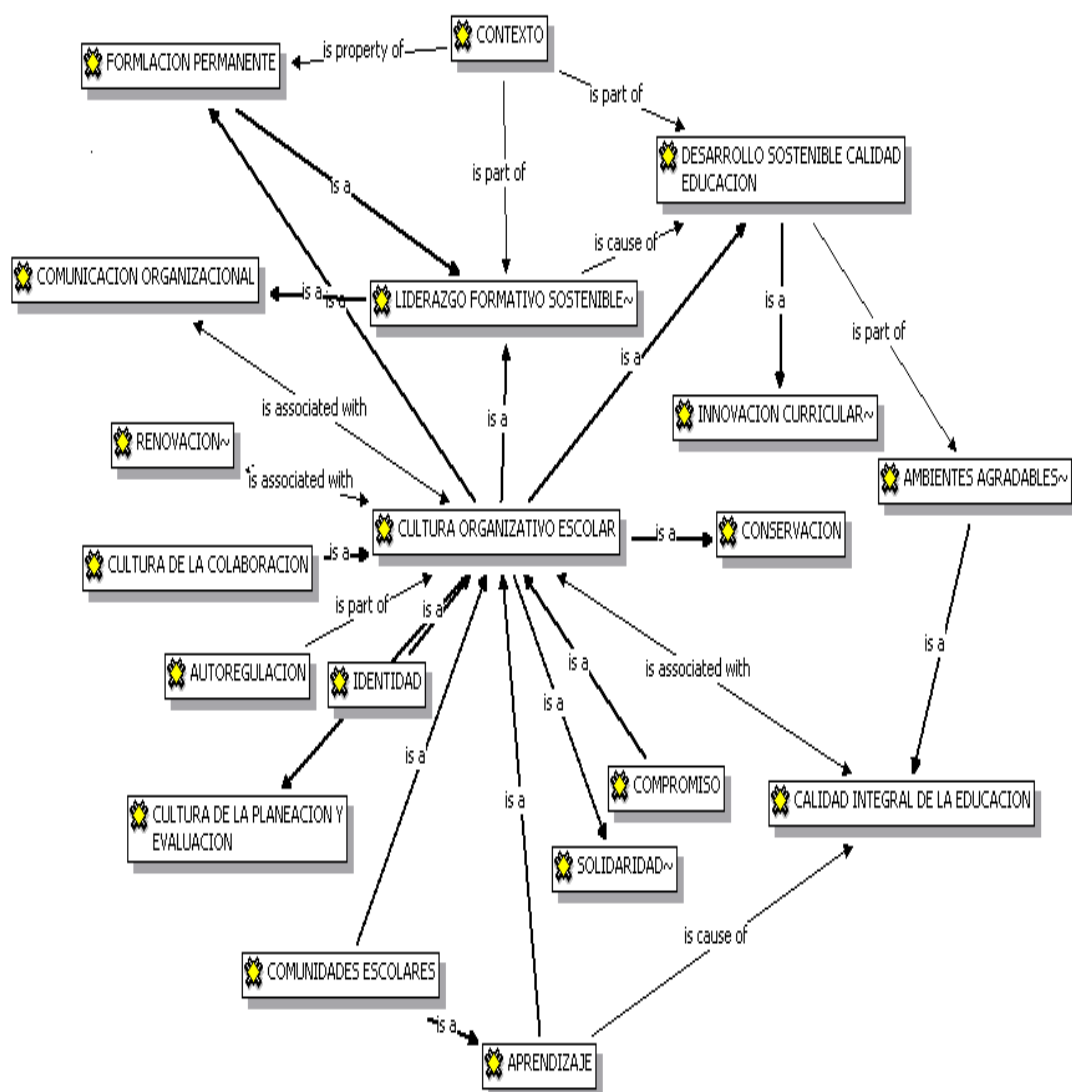 CONTEXTO
is property of
FORMLACION PERMANENTE
is part of
is part of
DESARROLLO SOSTENIBLE CALIDAD
EDUCACION
is a
is cause of
COMUNICACION ORGANIZACIONAL
is a
is a
LIDERAZGO FORMATIVO SOSTENIBLE~
is a
is part of
is a
is associated with
is a
INNOVACION CURRICULAR~
RENOVACION~
is associated with
AMBIENTES AGRADABLES~
CULTURA ORGANIZATIVO ESCOLAR
is a
CONSERVACION
CULTURA DE LA COLABORACION
is a
is part of
is a
AUTOREGULACION
IDENTIDAD
is a
is associated with
is a
is a
is a
COMPROMISO
CALIDAD INTEGRAL DE LA EDUCACION
CULTURA DE LA PLANEACION Y
EVALUACION
is a
SOLIDARIDAD~
is cause of
COMUNIDADES ESCOLARES
is a
APRENDIZAJE